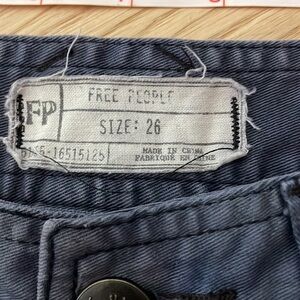 FP
FREE PEOPLE
SIZE: 26
MADE IN CHINA
FABRIQUE EN CHINE